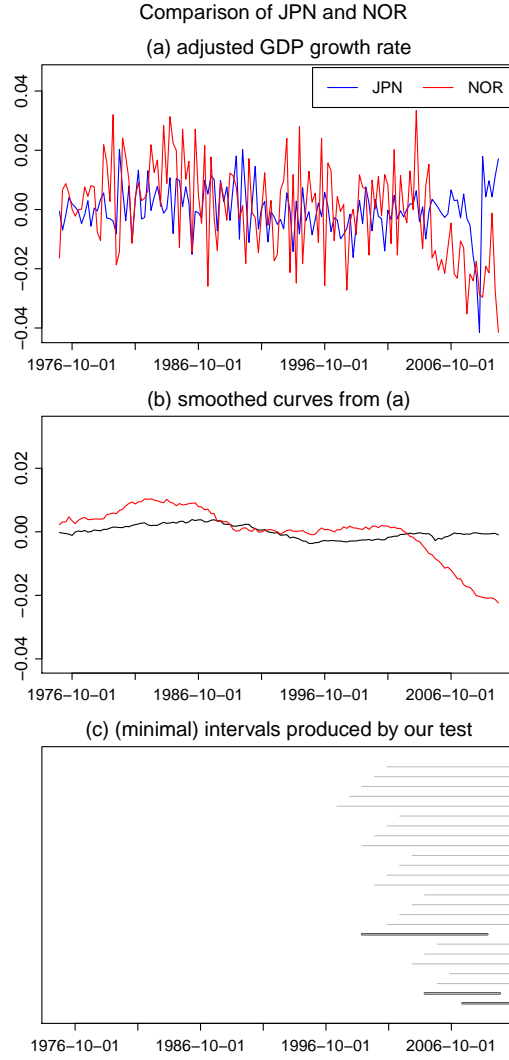 Comparison of JPN and NOR
(a) adjusted GDP growth rate
JPN NOR
0.04
0.02
0.00
−0.02
−0.04
1976−10−01 1986−10−01 1996−10−01 2006−10−01
(b) smoothed curves from (a)
0.02
0.00
−0.02
−0.04
1976−10−01 1986−10−01 1996−10−01 2006−10−01
(c) (minimal) intervals produced by our test
1976−10−01 1986−10−01 1996−10−01 2006−10−01